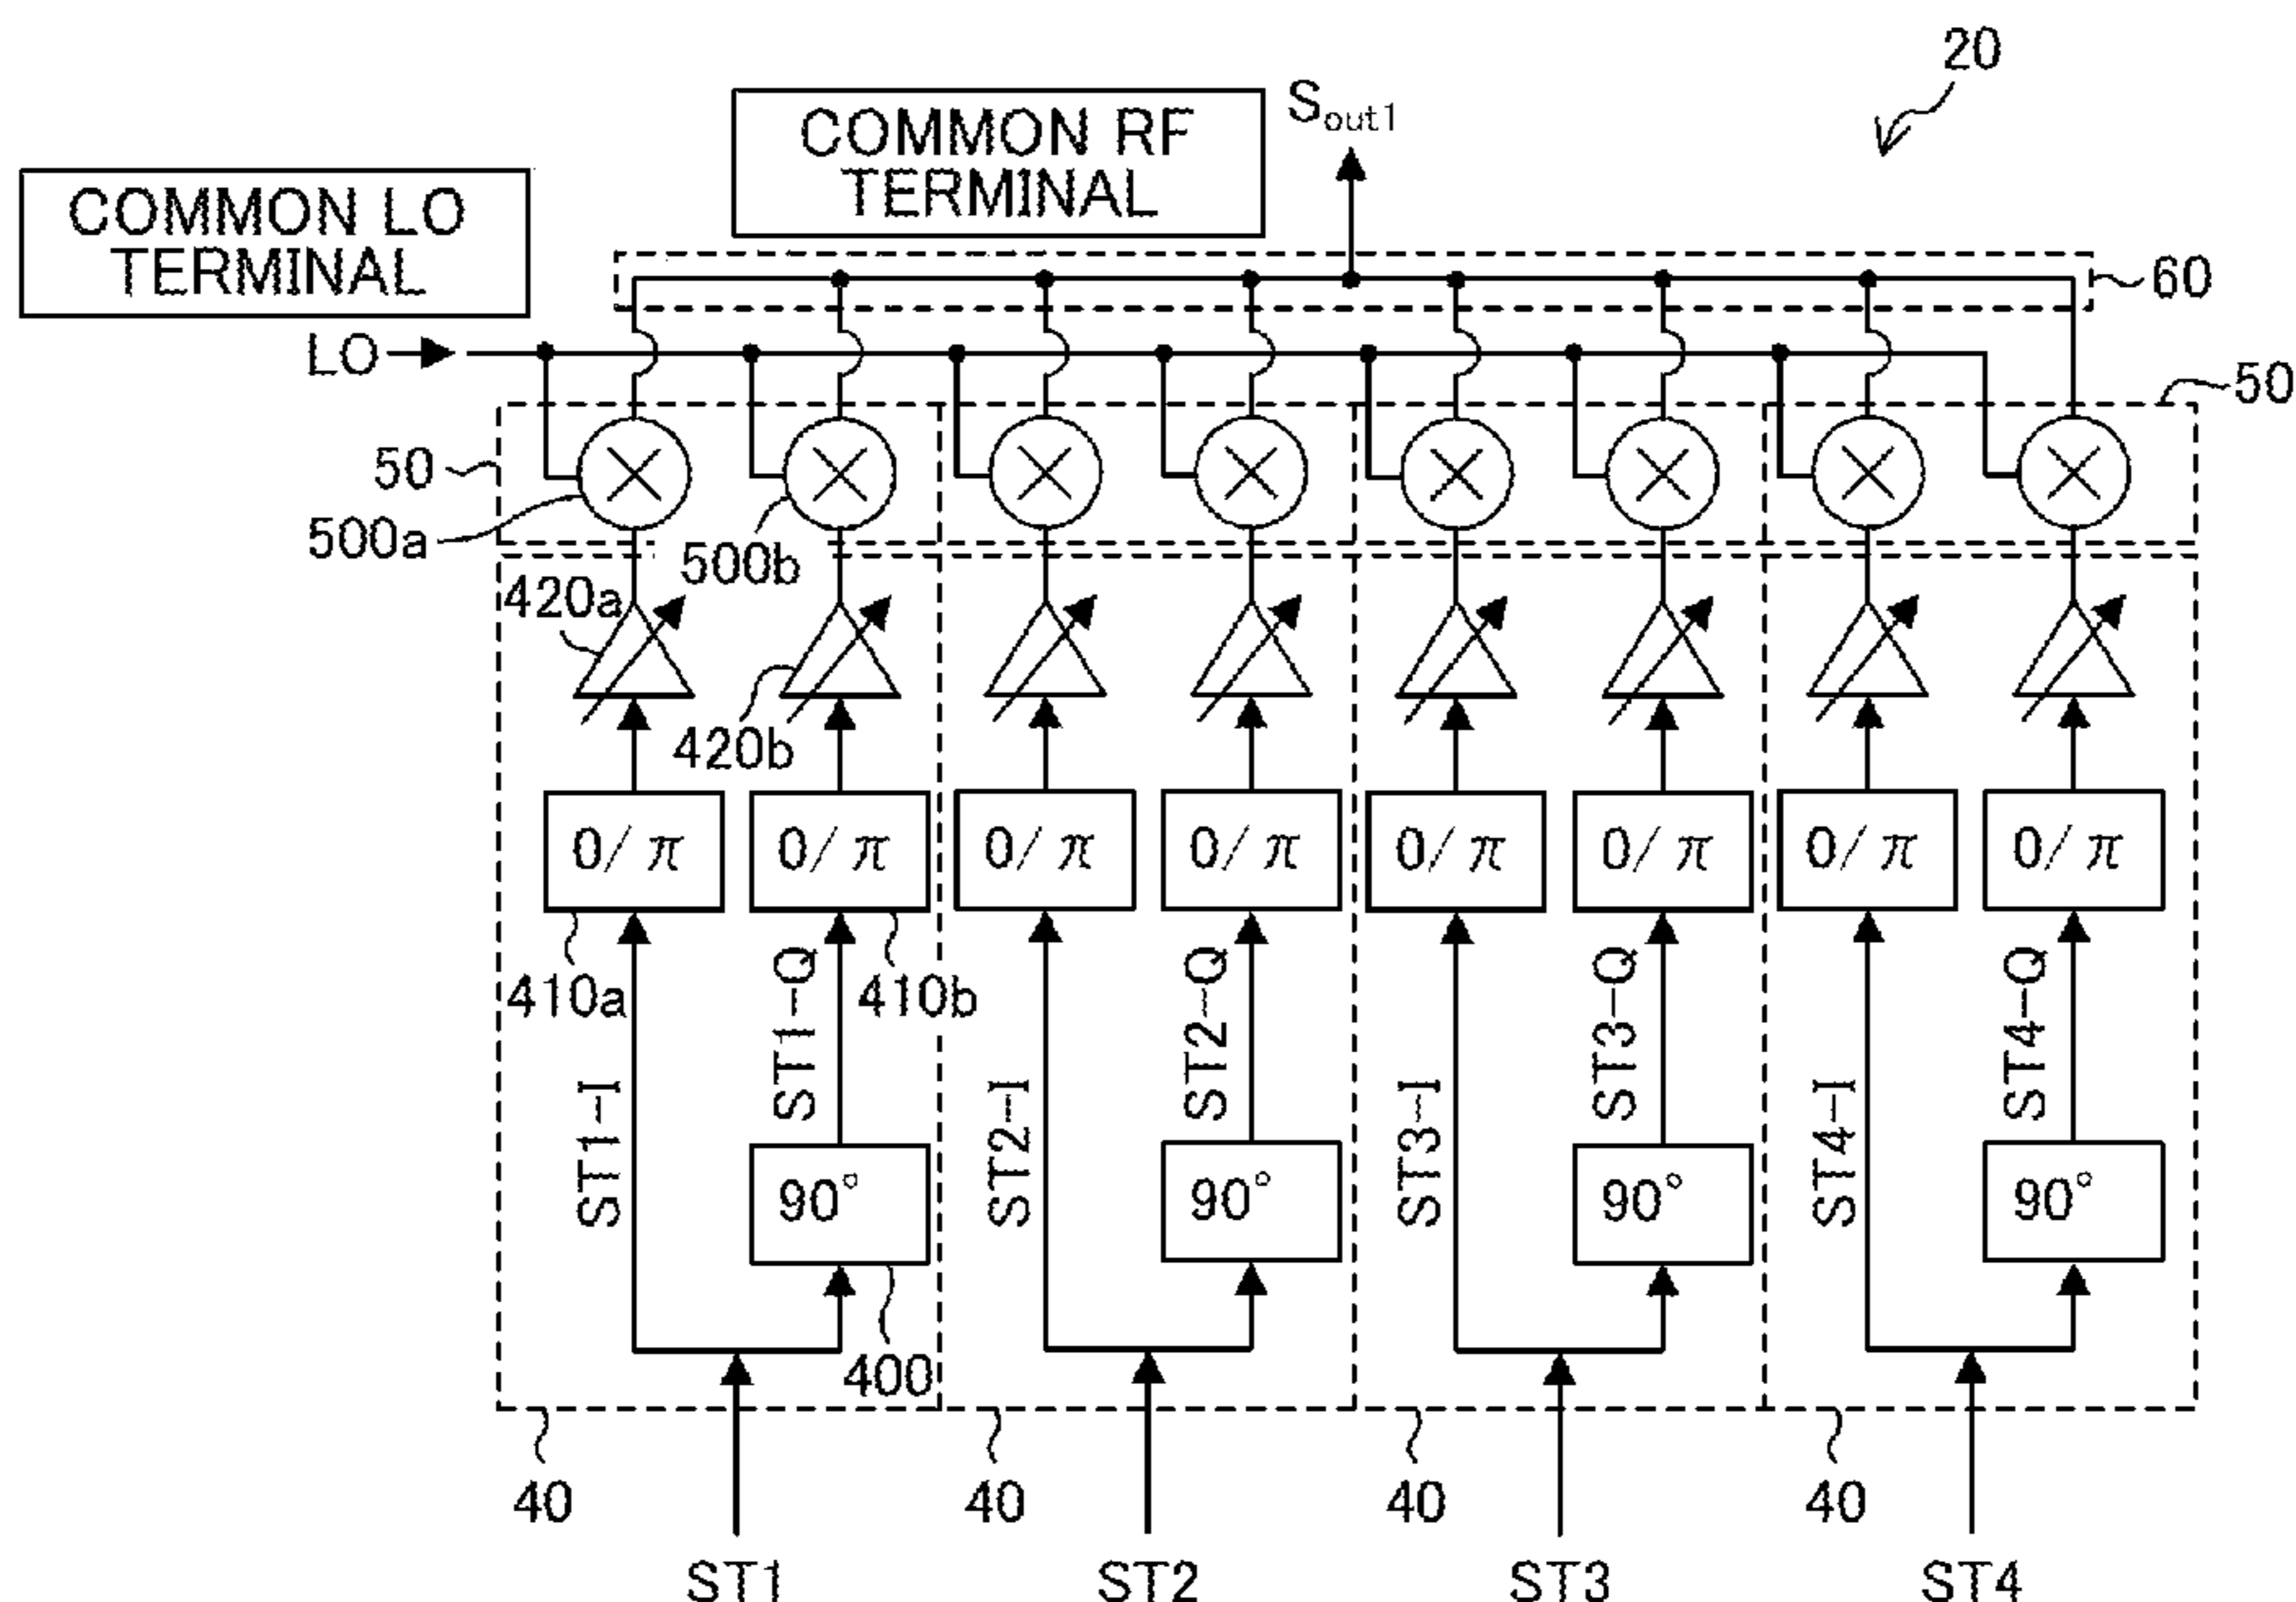 20
COMMON RF
TERMINAL
Sout1
COMMON LO
TERMINAL
60
LO
50
50
500a
500b
420a
420b
0/π 0/π 0/π 0/π 0/π 0/π 0/π 0/π
410a
410b
ST1-I
ST1-Q
ST2-I
ST2-Q
ST3-I
ST3-Q
ST4-I
ST4-Q
90° 90° 90° 90°
400
40 40 40 40
ST1 ST2 ST3 ST4